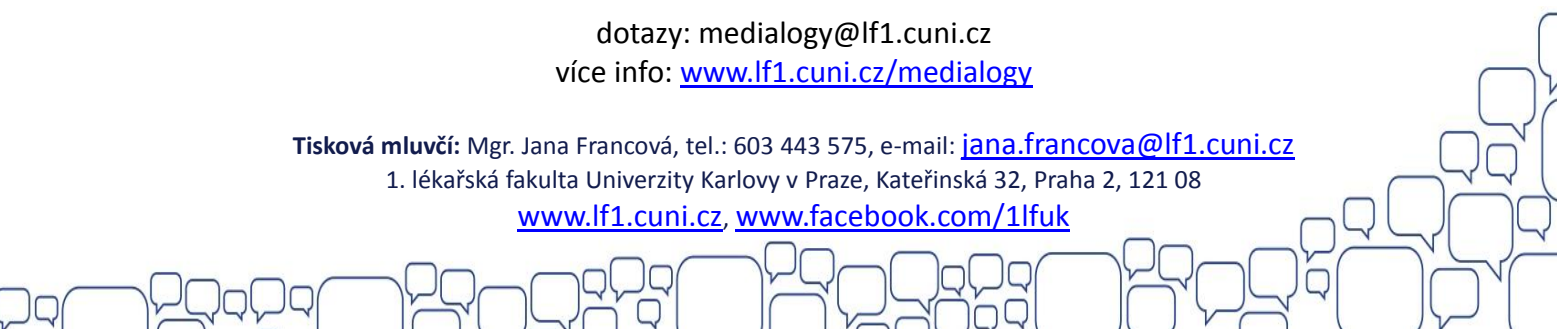 dotazy: medialogy@lf1.cuni.cz
více info: www.lf1.cuni.cz/medialogy
Tisková mluvčí: Mgr. Jana Francová, tel.: 603 443 575, e-mail: jana.francova@lf1.cuni.cz
1. lékařská fakulta Univerzity Karlovy v Praze, Kateřinská 32, Praha 2, 121 08
www.lf1.cuni.cz, www.facebook.com/1lfuk